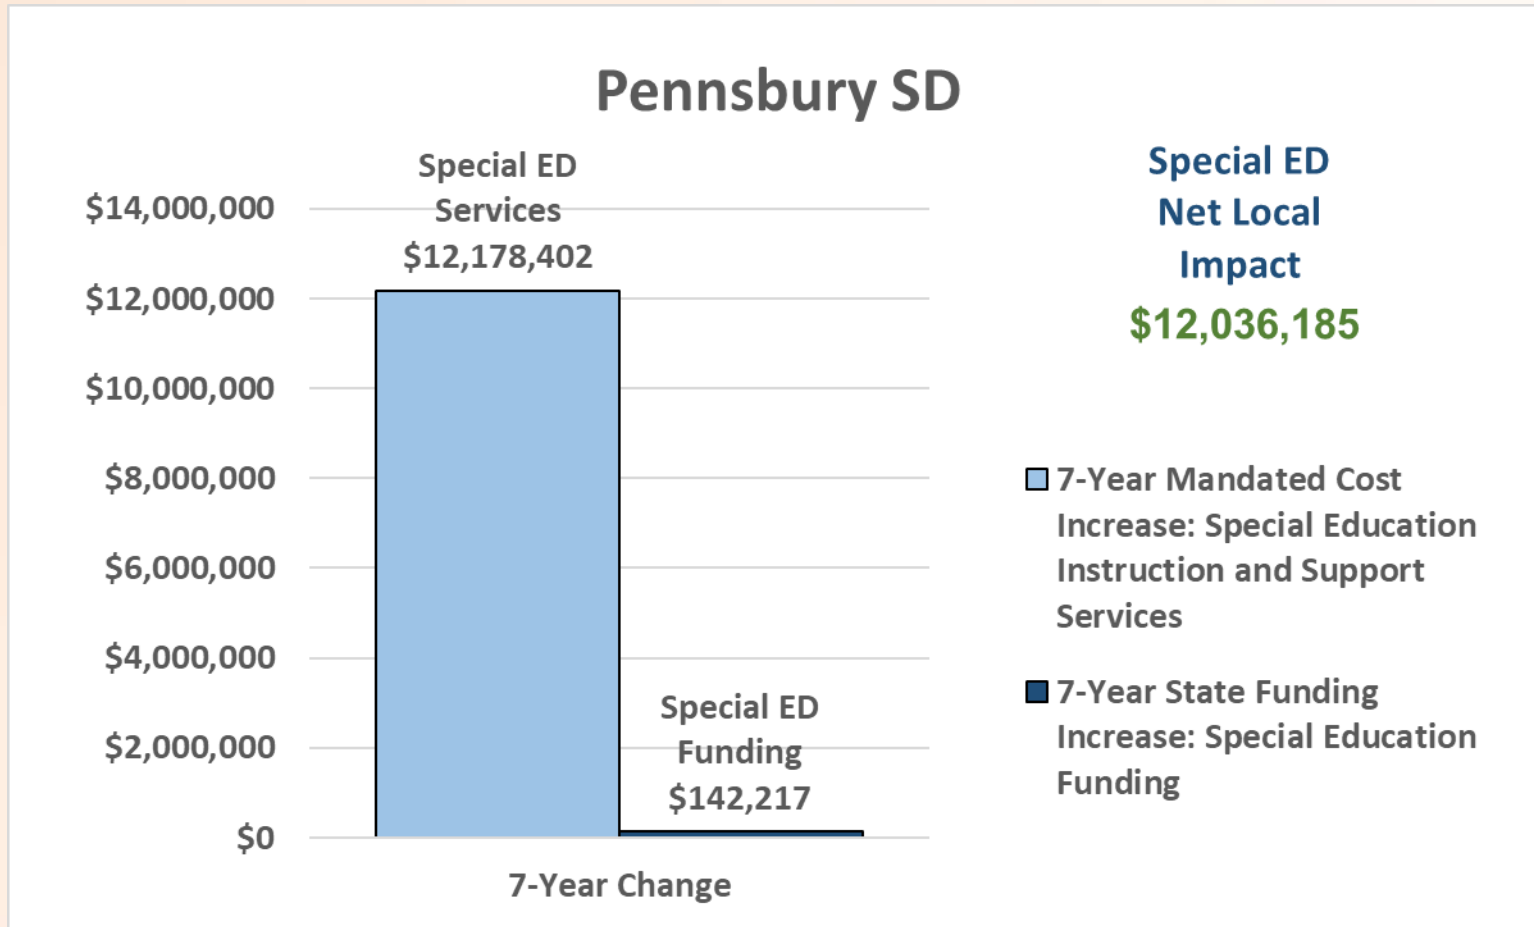 Pennsbury SD
Special ED
Services
$12,178,402
$14,000,000
$12,000,000
$10,000,000
$8,000,000
$6,000,000
$4,000,000
$2,000,000
$0
Special ED
Funding
$142,217
7-Year Change
Special ED
Net Local
Impact
$12,036,185
7-Year Mandated Cost
Increase: Special Education
Instruction and Support
Services
7-Year State Funding
Increase: Special Education
Funding